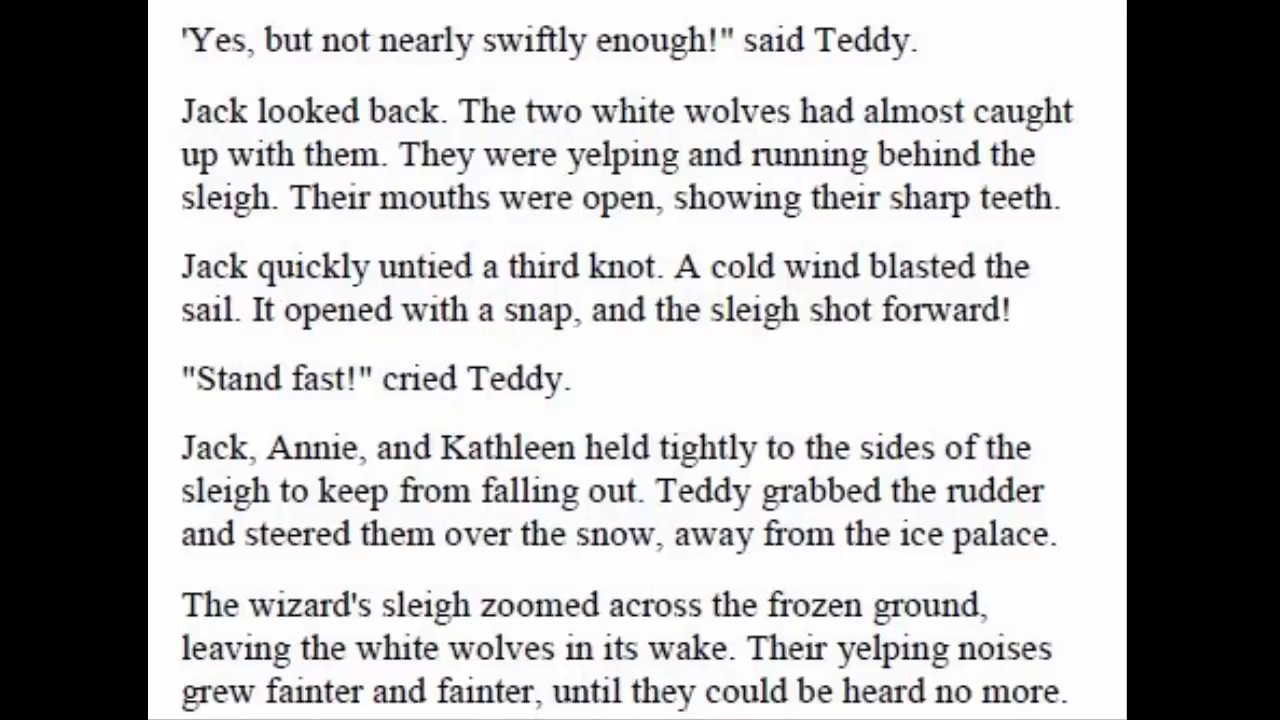 'Yes, but not nearly swiftly enough!" said Teddy.
Jack looked back. The two white wolves had almost caught
up with them. They were yelping and running behind the
sleigh. Their mouths were open, showing their sharp teeth.
Jack quickly untied a third knot. A cold wind blasted the
sail. It opened with a snap, and the sleigh shot forward!
"Stand fast!" cried Teddy.
Jack, Annie, and Kathleen held tightly to the sides of the
sleigh to keep from falling out. Teddy grabbed the rudder
and steered them over the snow, away from the ice palace.
The wizard's sleigh zoomed across the frozen ground,
leaving the white wolves in its wake. Their yelping noises
grew fainter and fainter, until they could be heard no more.